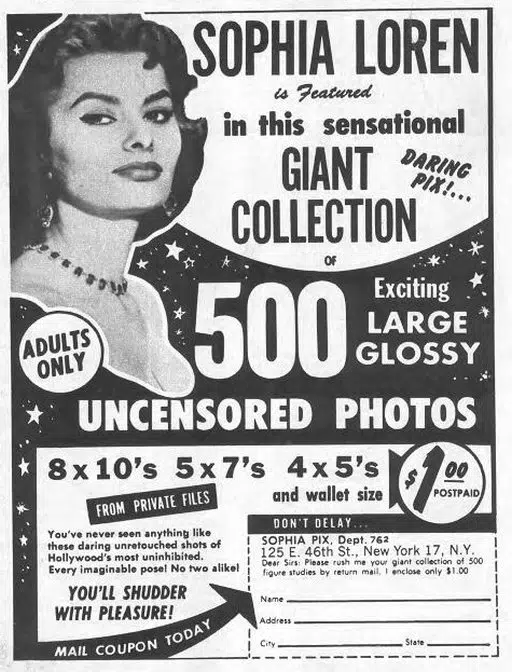 SOPHIA LOREN
is Featured
in this sensational
GIANT
COLLECTION
DARING
PIX!...
OF
500
Exciting
LARGE
GLOSSY
ADULTS
ONLY
UNCENSORED PHOTOS
8x10's 5x7's 4x5's
and wallet size
$1.00
POSTPAID
FROM PRIVATE FILES
You've never seen anything like
these daring unretouched shots of
Hollywood's most uninhibited.
Every imaginable pose! No two alike!
YOU'LL SHUDDER
WITH PLEASURE!
MAIL COUPON TODAY
DON'T DELAY...
SOPHIA PIX, Dept. 762
125 E. 46th St., New York 17, N.Y.
Dear Sirs: Please rush me your giant collection of 500
figure studies by return mail. I enclose only $1.00
Name
Address
City State